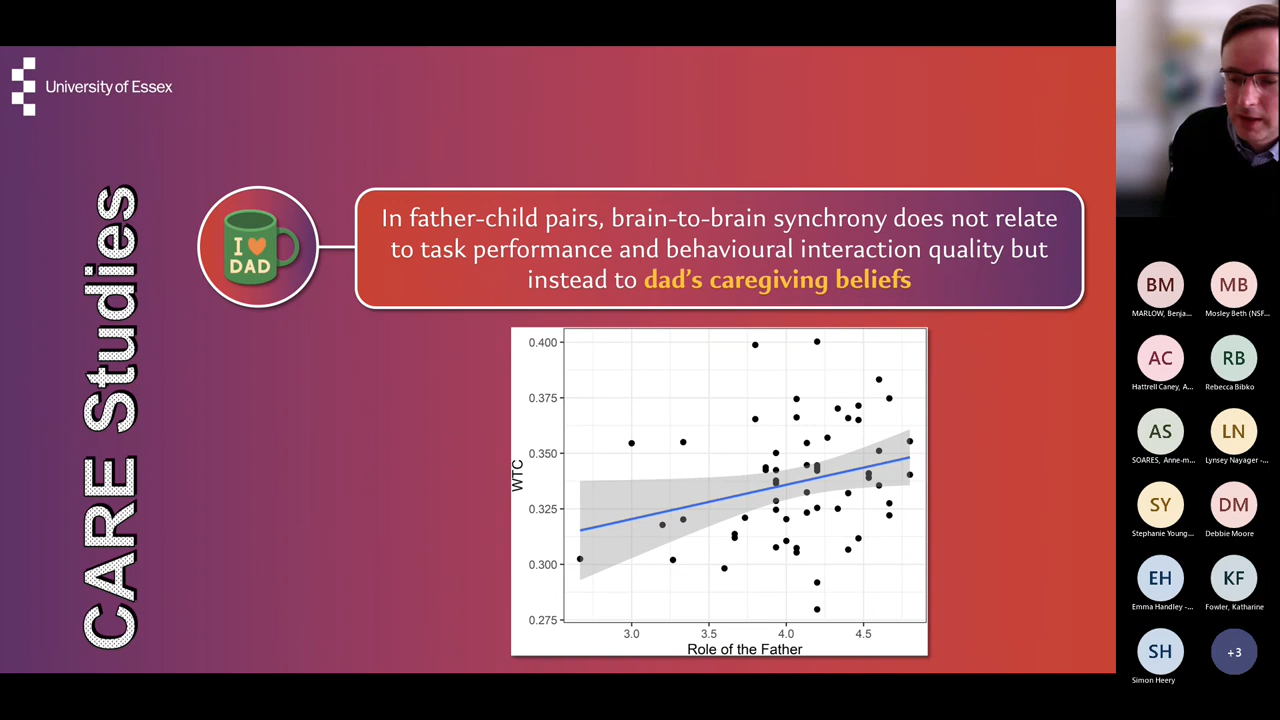 University of Essex
CARE Studies
I
DAD
In father-child pairs, brain-to-brain synchrony does not relate
to task performance and behavioural interaction quality but
instead to dad's caregiving beliefs
0.400
0.375
0.350
0.325
0.300
0.275
WTC
3.0 3.5 4.0 4.5
Role of the Father
BM MB
MARLOW, Benja... Mosley Beth (NSF...
AC RB
Hattrell Caney, A... Rebecca Bibko
AS LN
SOARES, Anne-m... Lynsey Nayager -...
SY DM
Stephanie Young... Debbie Moore
EH KF
Emma Handley -... Fowler, Katharine
SH +3
Simon Heery